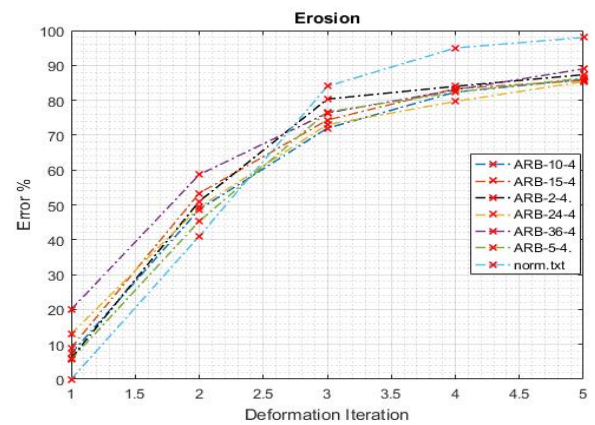 Erosion
Error %
100
90
80
70
60
50
40
30
20
10
0
ARB-10-4
ARB-15-4
ARB-2-4.
ARB-24-4
ARB-36-4
ARB-5-4.
norm.txt
1 1.5 2 2.5 3 3.5 4 4.5 5
Deformation Iteration